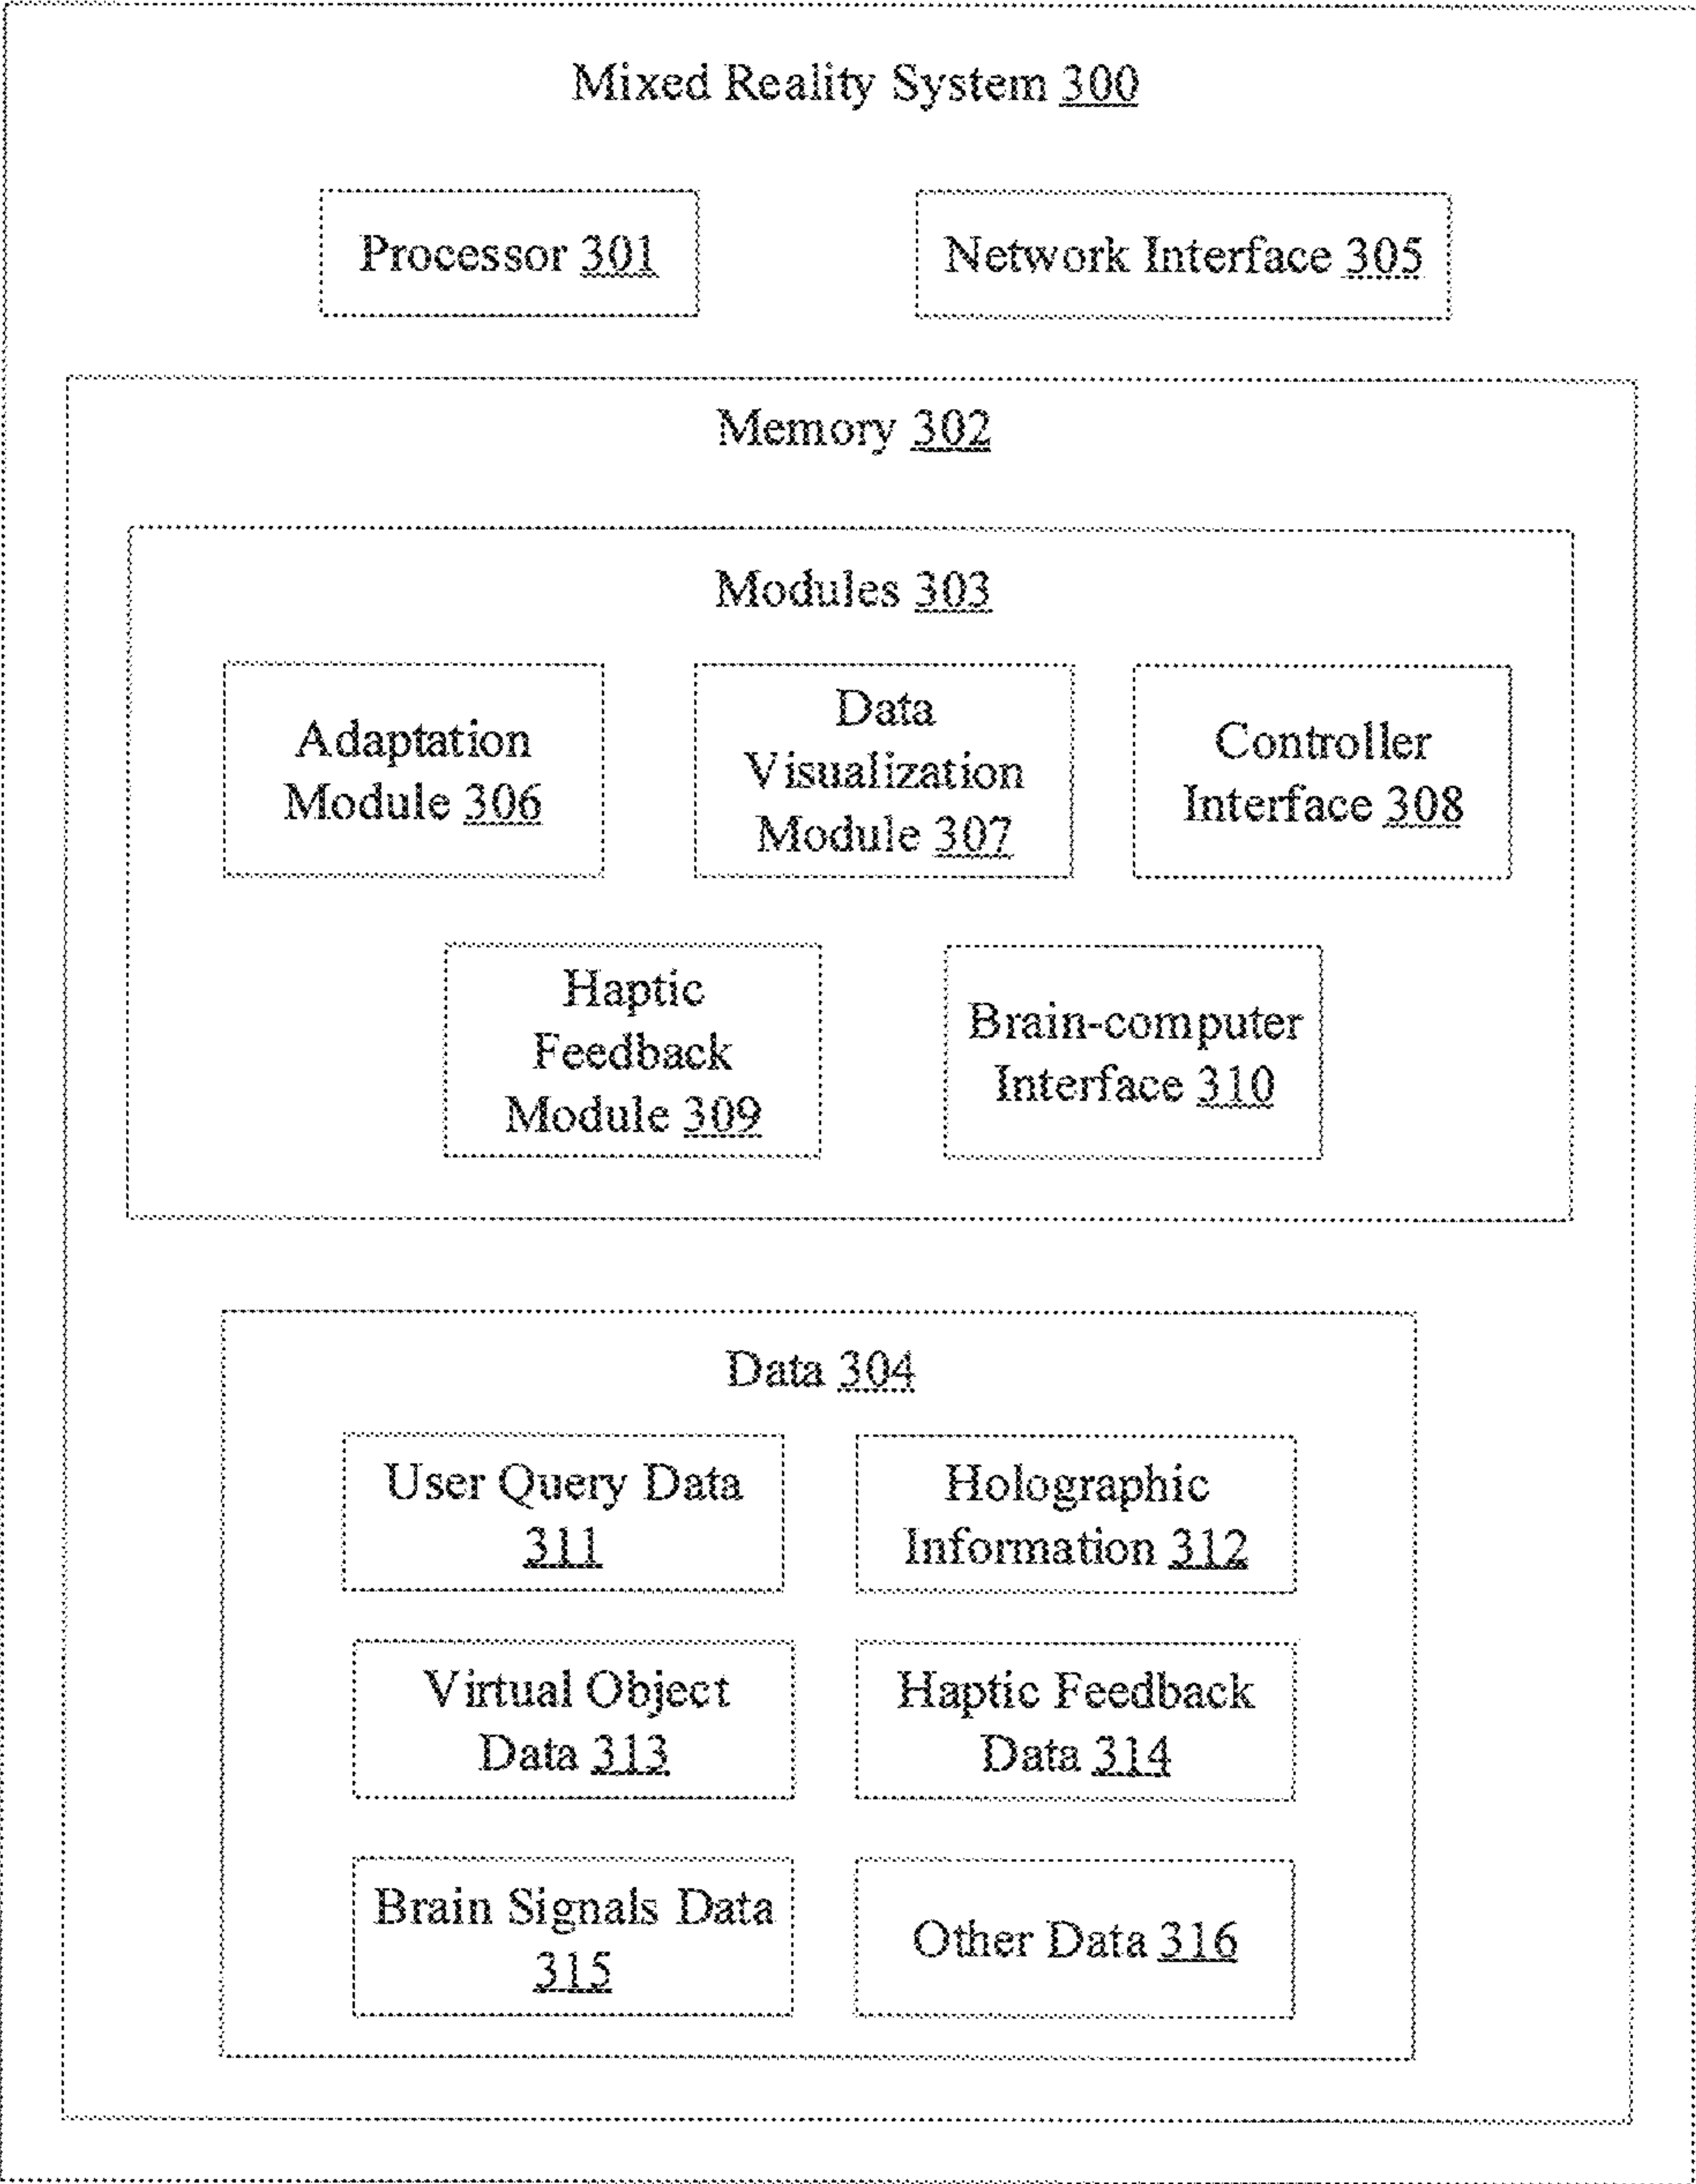 Mixed Reality System 300
Processor 301
Network Interface 305
Memory 302
Modules 303
Adaptation
Module 306
Data
Visualization
Module 307
Controller
Interface 308
Haptic
Feedback
Module 309
Brain-computer
Interface 310
Data 304
User Query Data
311
Holographic
Information 312
Virtual Object
Data 313
Haptic Feedback
Data 314
Brain Signals Data
315
Other Data 316